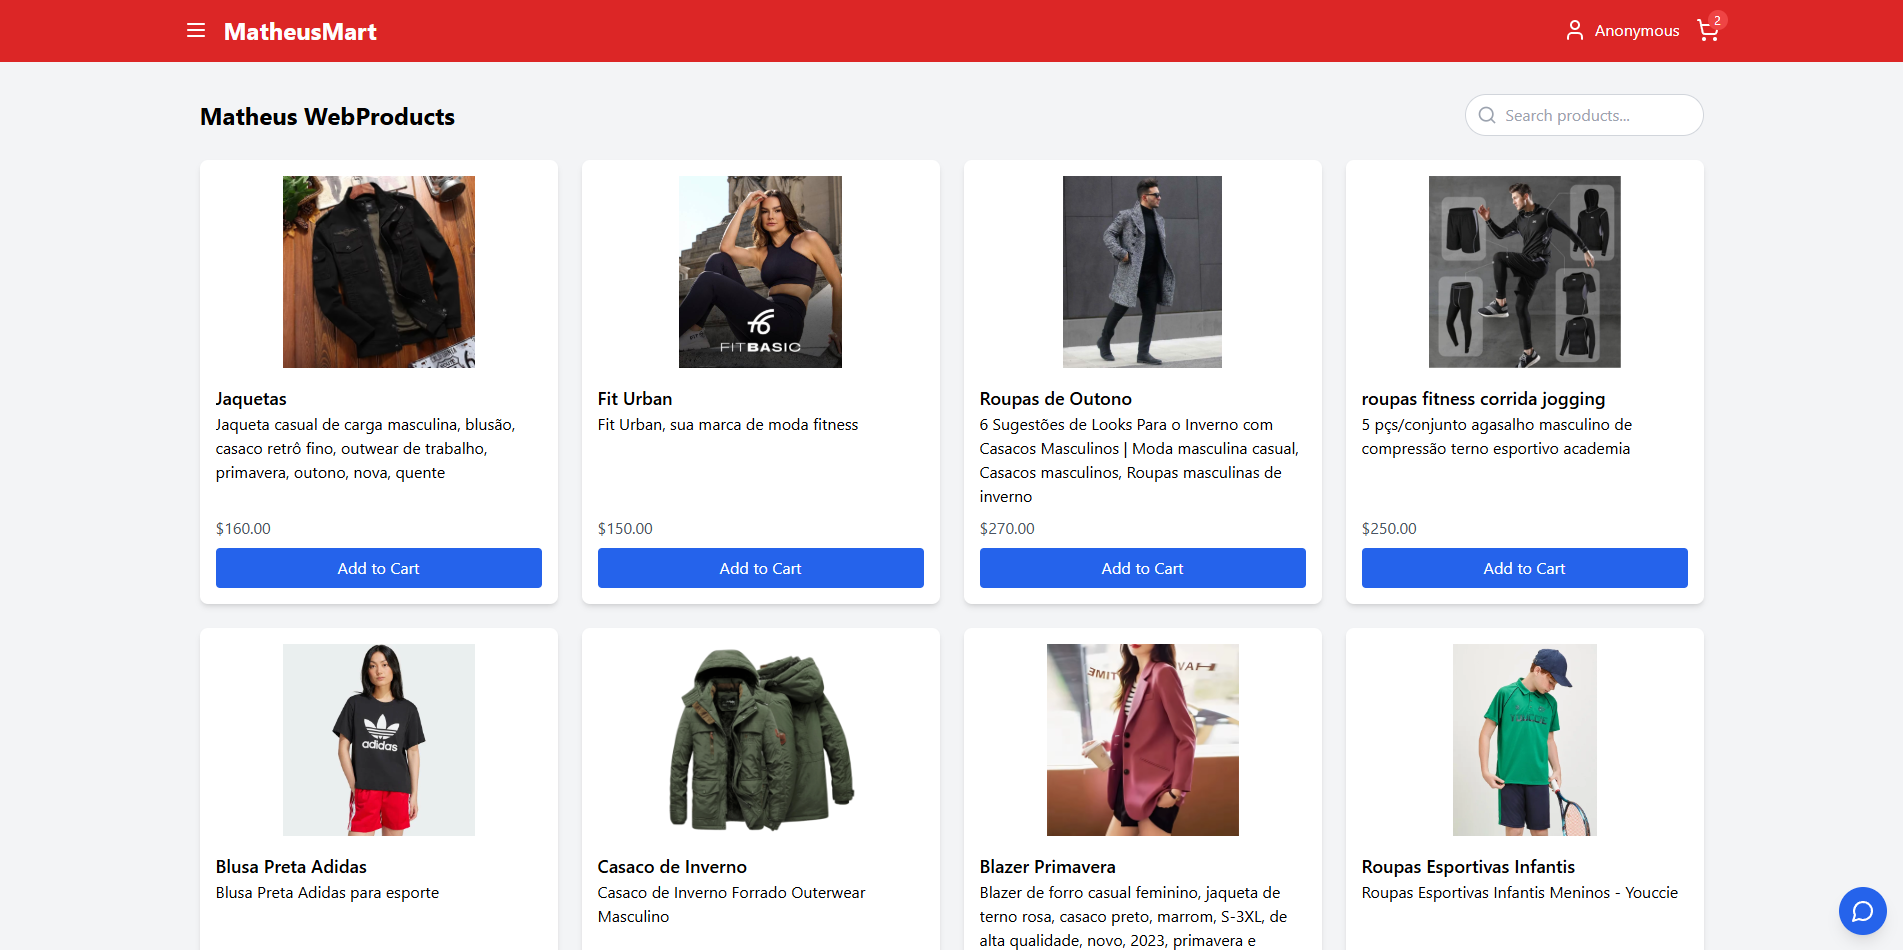 MatheusMart
Anonymous
2
Matheus WebProducts
Search products...
FITBASIC
Jaquetas
Jaqueta casual de carga masculina, blusão,
casaco retrô fino, outwear de trabalho,
primavera, outono, nova, quente
$160.00
Add to Cart
Fit Urban
Fit Urban, sua marca de moda fitness
$150.00
Add to Cart
Roupas de Outono
6 Sugestões de Looks Para o Inverno com
Casacos Masculinos | Moda masculina casual,
Casacos masculinos, Roupas masculinas de
inverno
$270.00
Add to Cart
roupas fitness corrida jogging
5 pçs/conjunto agasalho masculino de
compressão terno esportivo academia
$250.00
Add to Cart
adidas
Blusa Preta Adidas
Blusa Preta Adidas para esporte
Casaco de Inverno
Casaco de Inverno Forrado Outerwear
Masculino
Blazer Primavera
Blazer de forro casual feminino, jaqueta de
terno rosa, casaco preto, marrom, S-3XL, de
alta qualidade, novo, 2023, primavera e
Roupas Esportivas Infantis
Roupas Esportivas Infantis Meninos - Youccie